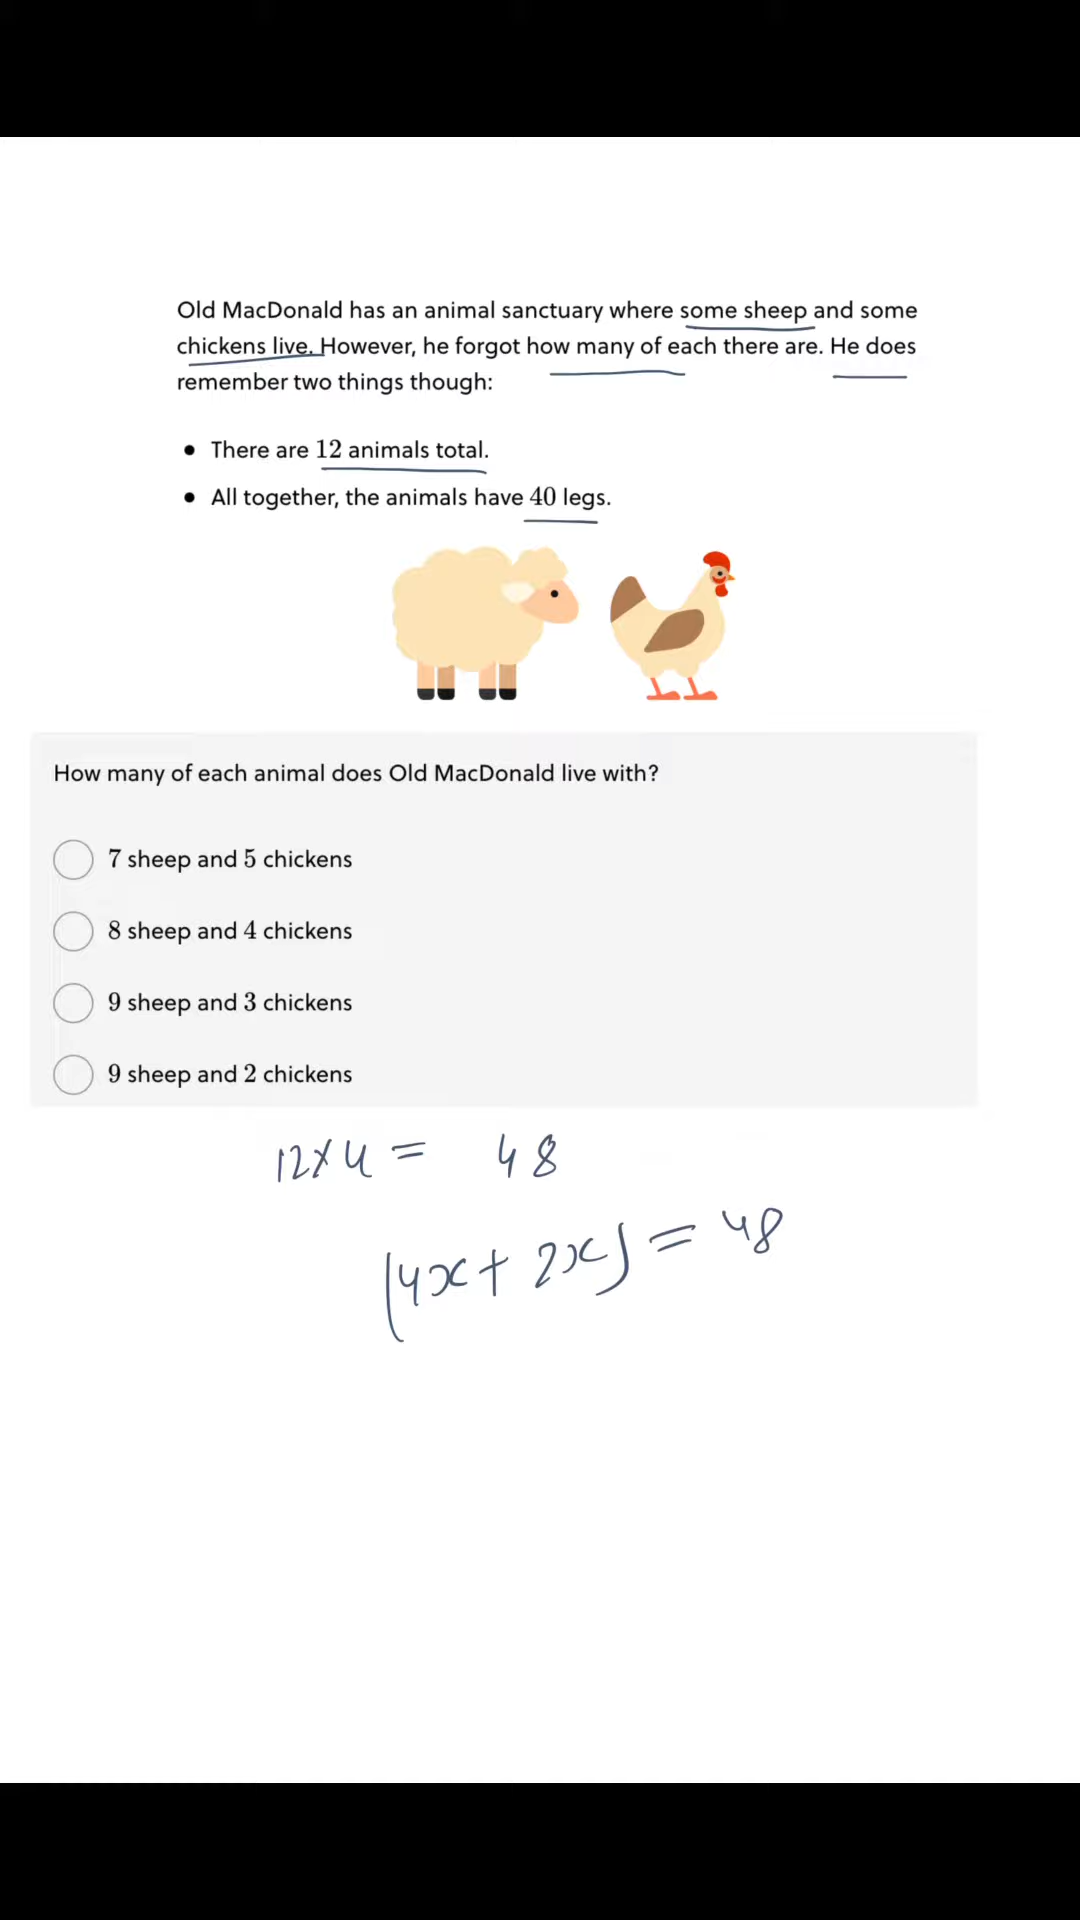 Old MacDonald has an animal sanctuary where some sheep and some
chickens live. However, he forgot how many of each there are. He does
remember two things though:
• There are 12 animals total.
• All together, the animals have 40 legs.
How many of each animal does Old MacDonald live with?
7 sheep and 5 chickens
8 sheep and 4 chickens
9 sheep and 3 chickens
9 sheep and 2 chickens
12x4 = 48
(4x+ 2x) = 48